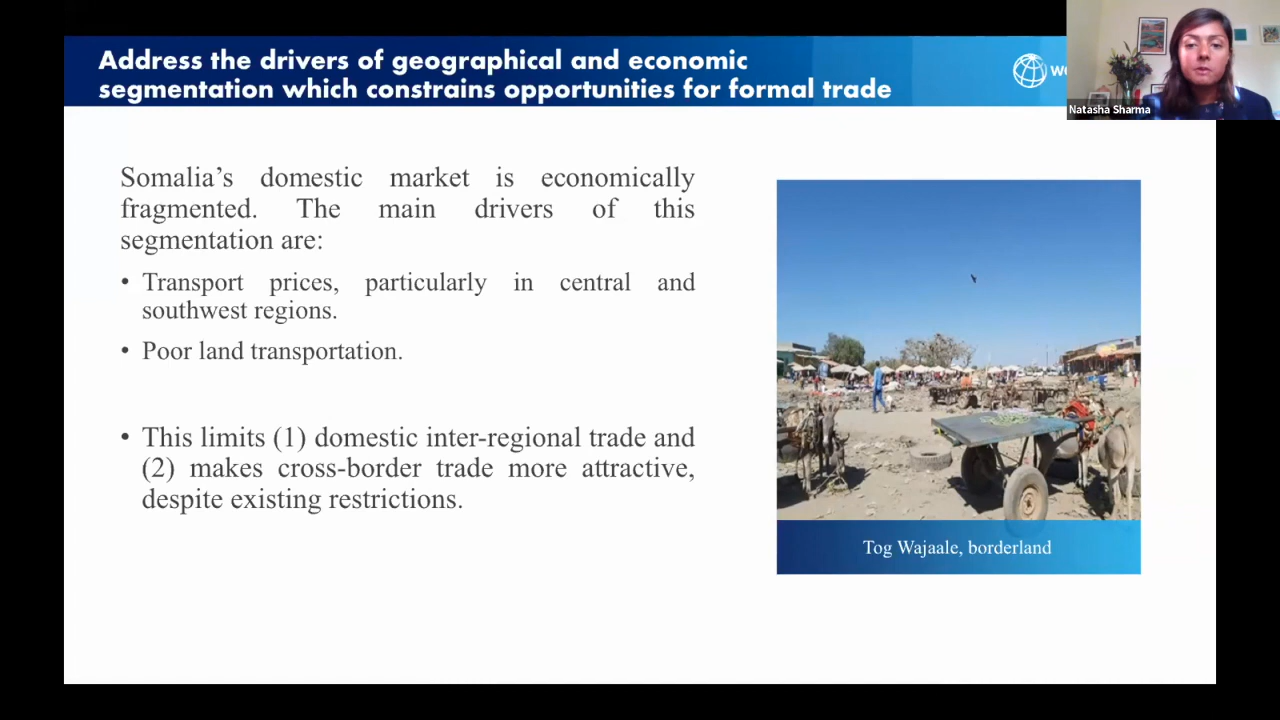 Address the drivers of geographical and economic
segmentation which constrains opportunities for formal trade
Natasha Sharma
Somalia’s domestic market is economically
fragmented. The main drivers of this
segmentation are:
• Transport prices, particularly in central and
southwest regions.
• Poor land transportation.
• This limits (1) domestic inter-regional trade and
(2) makes cross-border trade more attractive,
despite existing restrictions.
Tog Wajaale, borderland